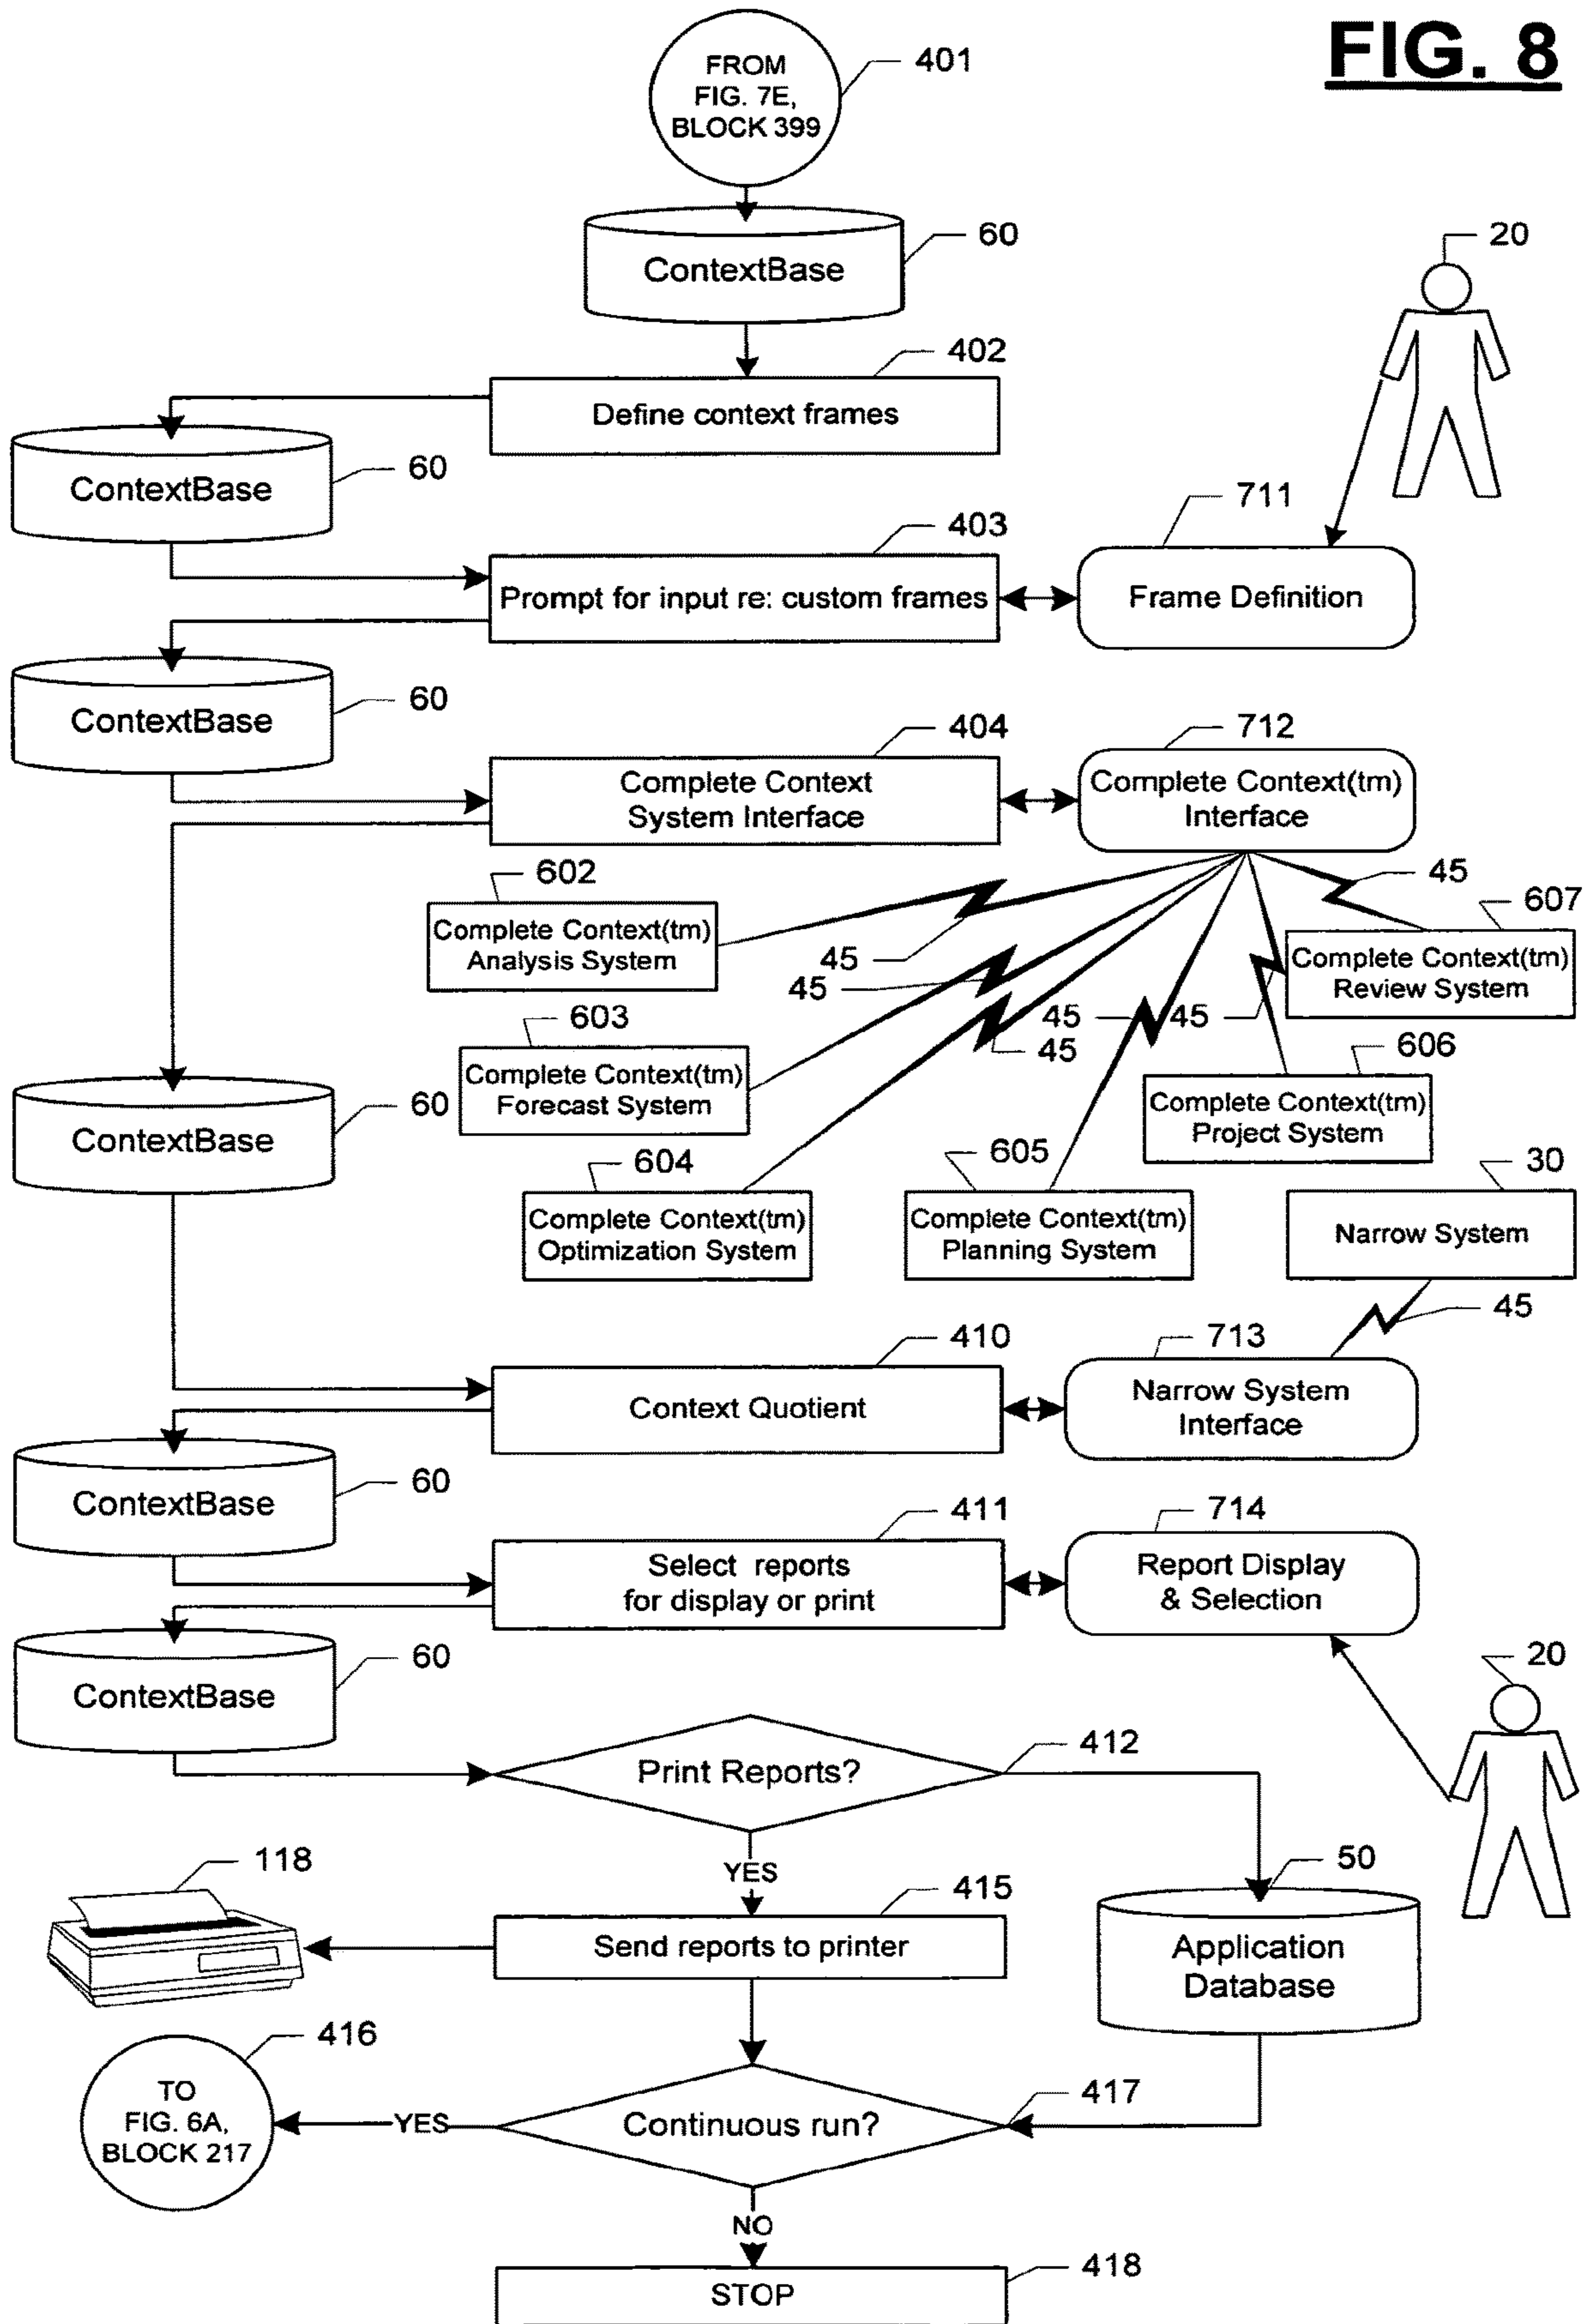 FIG. 8
FROM
FIG. 7E,
BLOCK 399
401
ContextBase
60
20
402
Define context frames
ContextBase
60
403
Prompt for input re: custom frames
711
Frame Definition
ContextBase
60
404
Complete Context
System Interface
712
Complete Context(tm)
Interface
602
Complete Context(tm)
Analysis System
45
45
45
45
45
45
607
Complete Context(tm)
Review System
603
Complete Context(tm)
Forecast System
606
Complete Context(tm)
Project System
ContextBase
60
604
Complete Context(tm)
Optimization System
605
Complete Context(tm)
Planning System
30
Narrow System
45
410
Context Quotient
713
Narrow System
Interface
ContextBase
60
411
Select reports
for display or print
714
Report Display
& Selection
ContextBase
60
20
Print Reports?
412
YES
118
415
Send reports to printer
50
Application
Database
416
TO
FIG. 6A,
BLOCK 217
YES
Continuous run?
417
NO
STOP
418